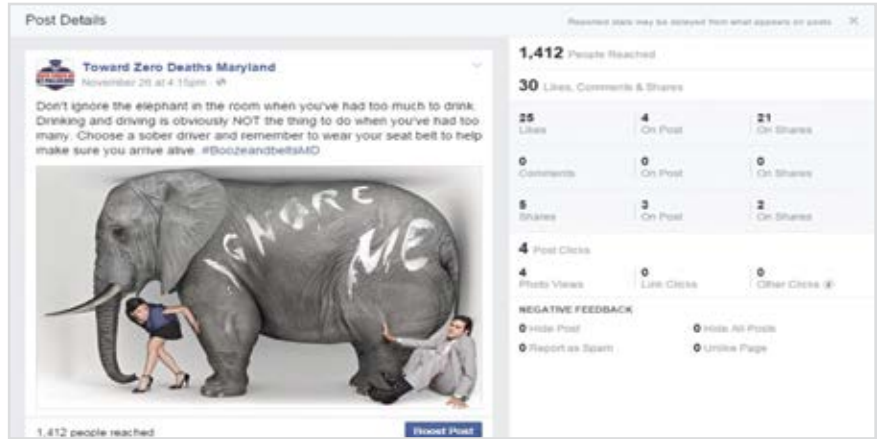 Post Details
Reported stats may be delayed from what appears on posts
Toward Zero Deaths Maryland
November 26 at 4:15pm
Don't ignore the elephant in the room when you've had too much to drink.
Drinking and driving is obviously NOT the thing to do when you've had too
many. Choose a sober driver and remember to wear your seat belt to help
make sure you arrive alive. #BoozeandbeltsMD
IGNORE
ME
1,412 people reached
Boost Post
1,412 People Reached
30 Likes, Comments & Shares
25 4 21
Likes On Post On Shares
0 0 0
Comments On Post On Shares
5 3 2
Shares On Post On Shares
4 Post Clicks
4 0 0
Photo Views Link Clicks Other Clicks
NEGATIVE FEEDBACK
0 Hide Post 0 Hide All Posts
0 Report as Spam 0 Unlike Page